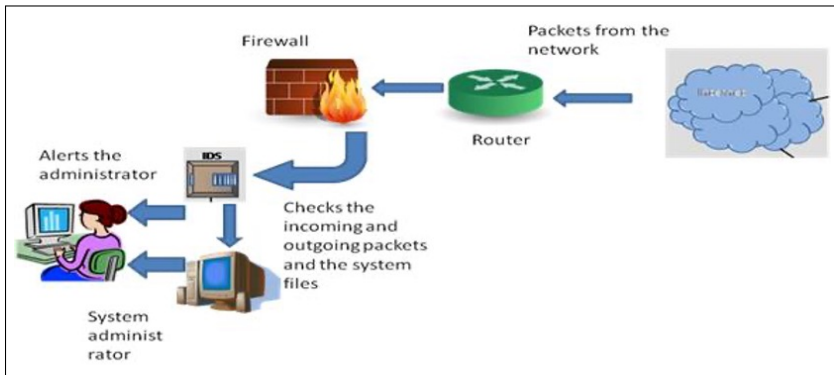 Firewall
Packets from the
network
Router
IDS
Alerts the
administrator
Checks the
incoming and
outgoing packets
and the system
files
System
administ
rator